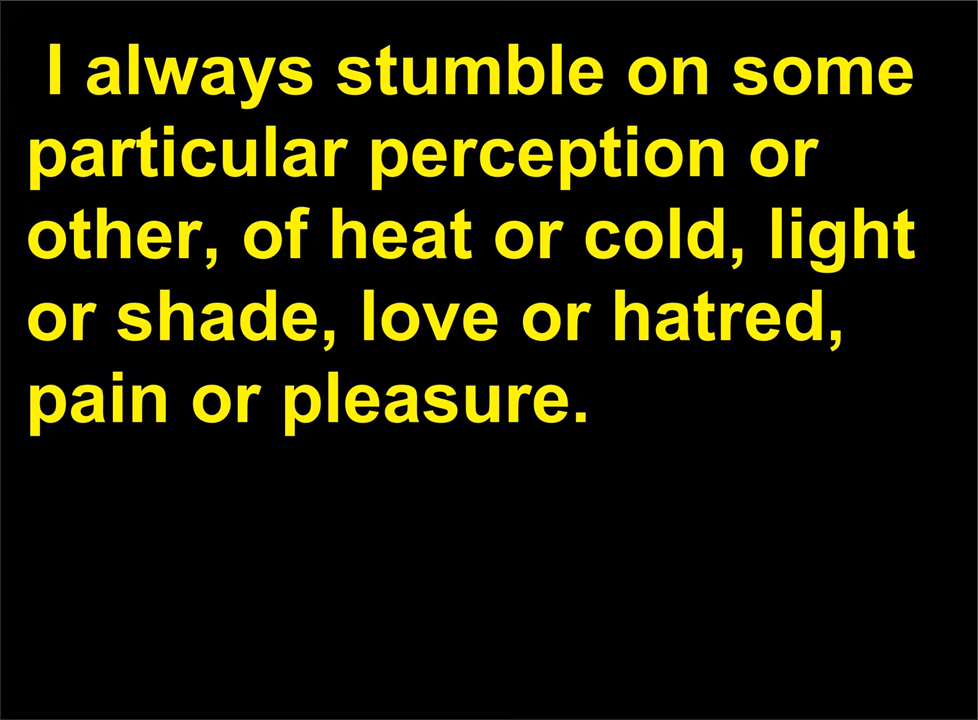 I always stumble on some
particular perception or
other, of heat or cold, light
or shade, love or hatred,
pain or pleasure.